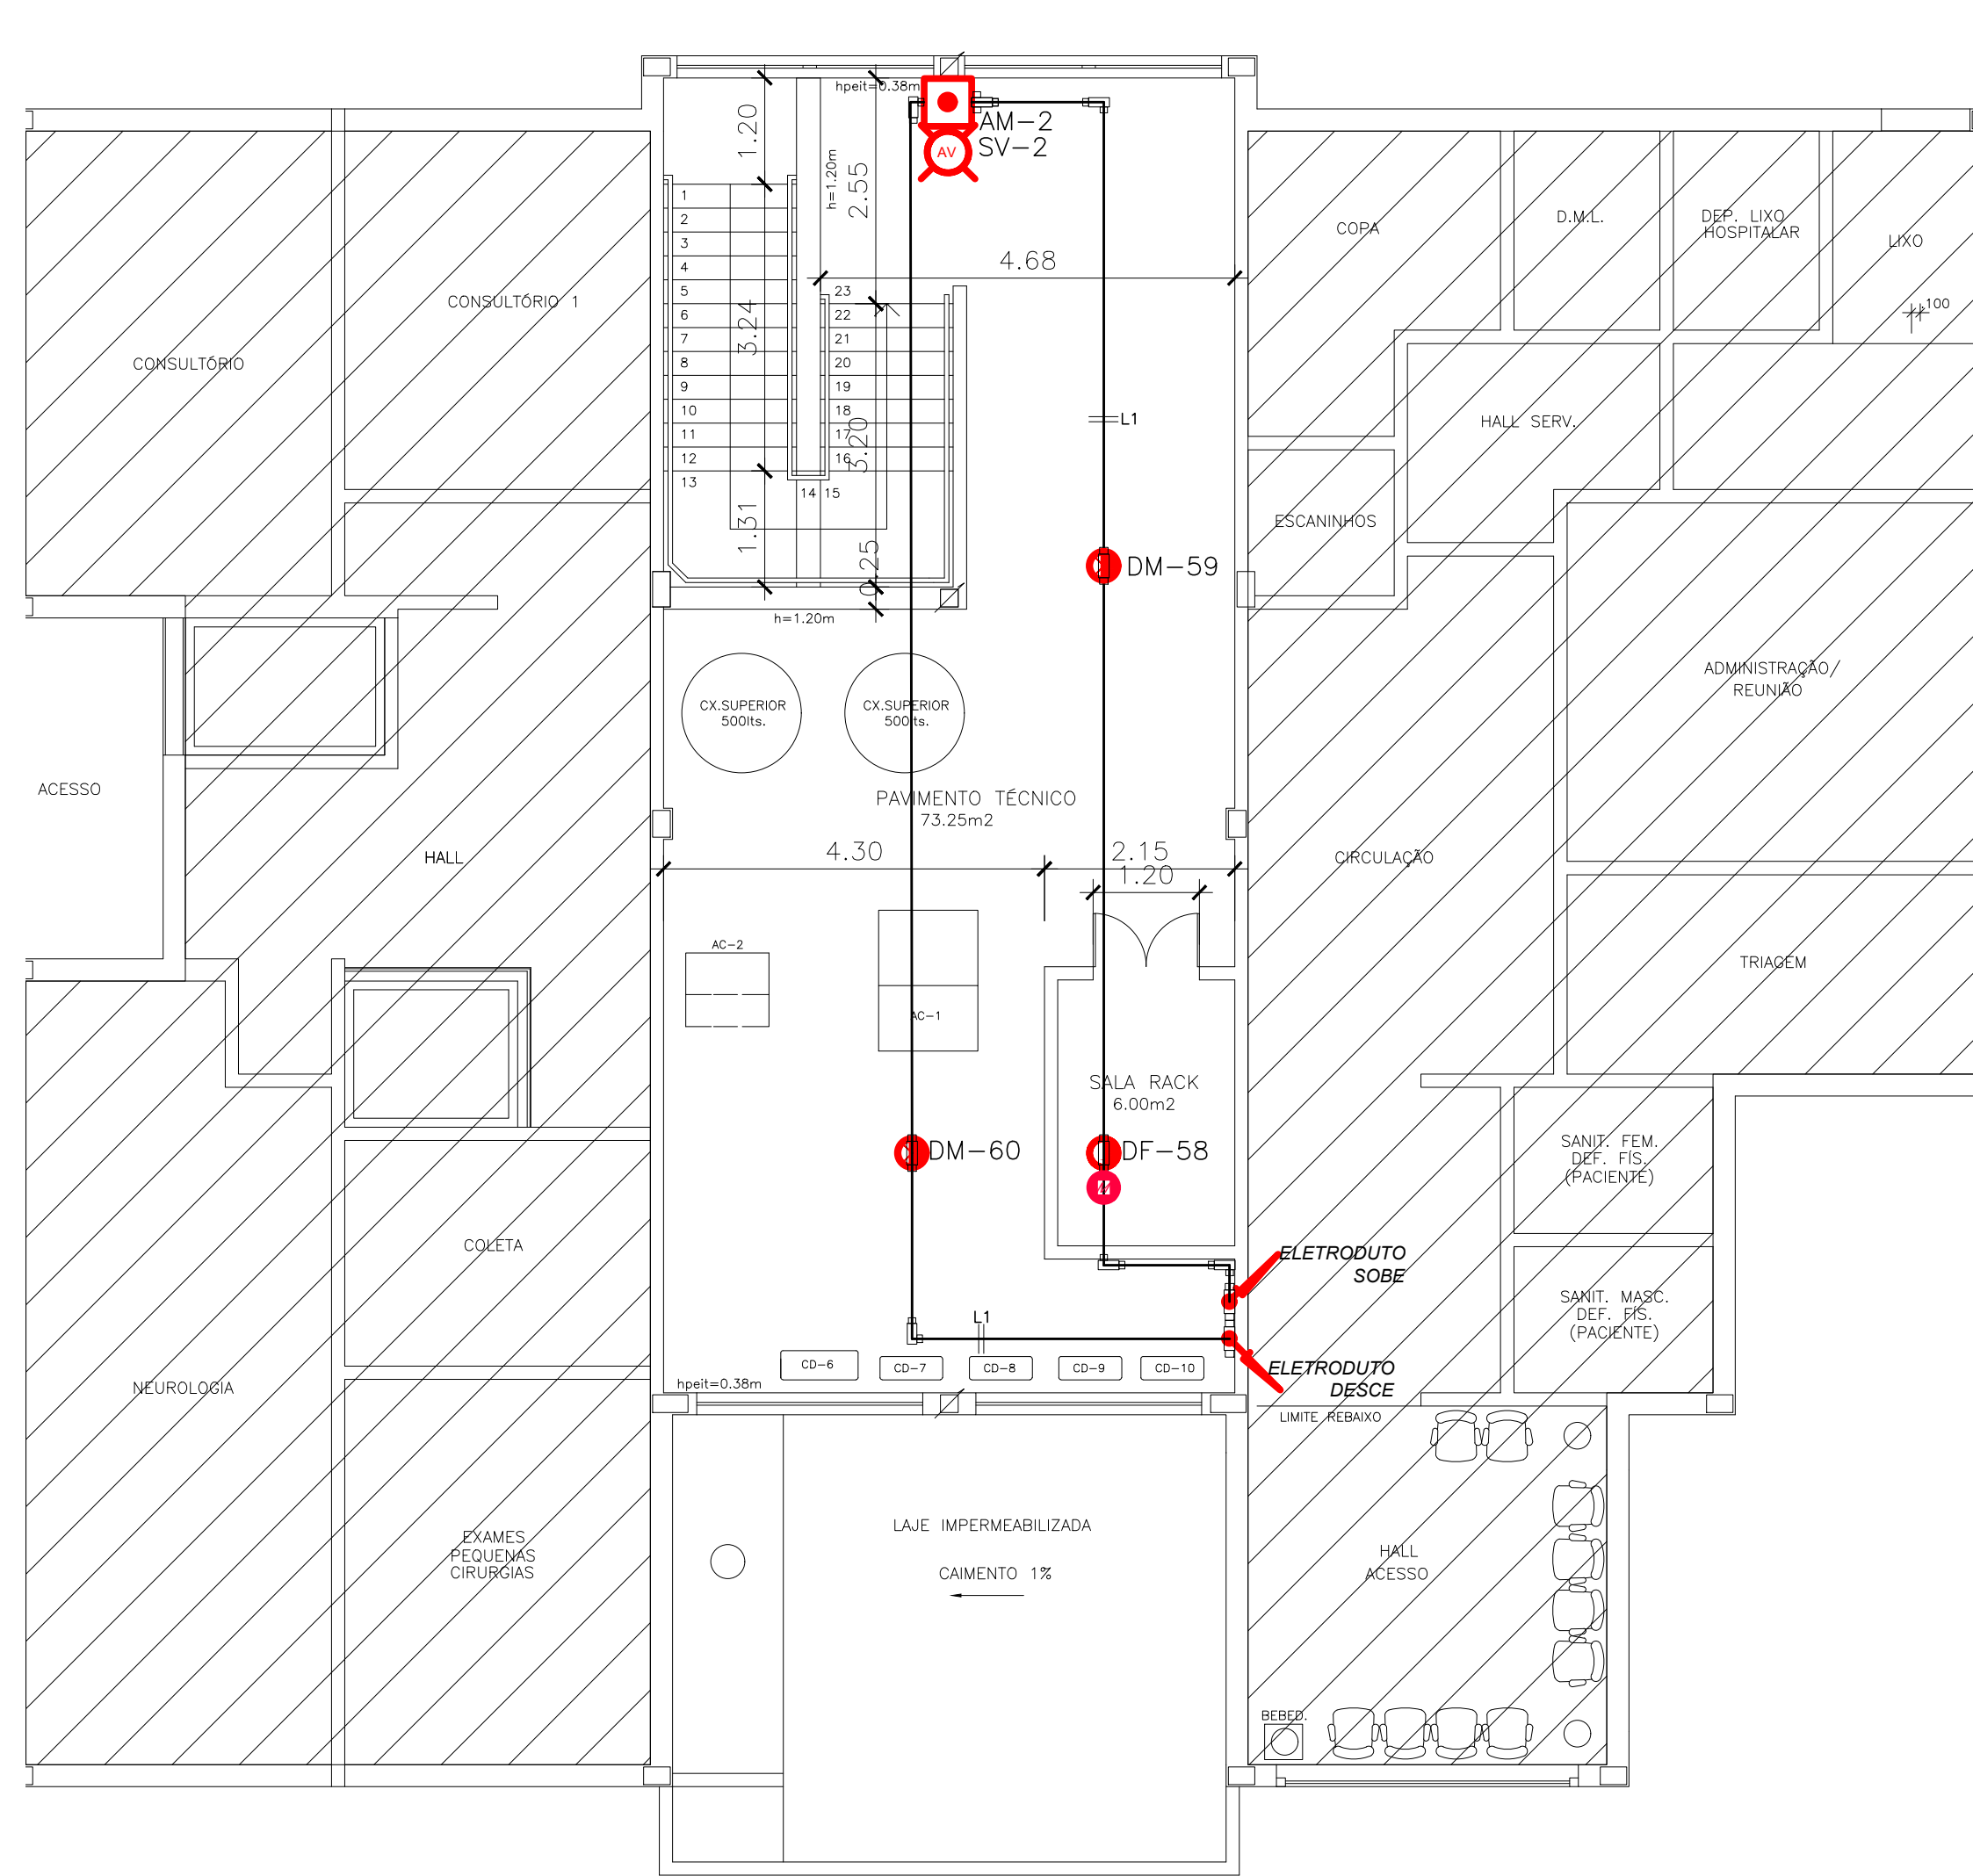 hpeit=0.38m
AM-2
SV-2
AV
1.20
h=1.20m
2.55
4.68
COPA
D.M.L.
DEP. LIXO
HOSPITALAR
LIXO
100
CONSULTÓRIO 1
CONSULTÓRIO
1
2
3
4
5
6
7
8
9
10
11
12
13
14
15
16
17
18
19
20
21
22
23
3.24
3.20
1.31
0.25
h=1.20m
L1
HALL SERV.
ESCANINHOS
DM-59
CX.SUPERIOR
500lts.
CX.SUPERIOR
500lts.
ADMINISTRAÇÃO/
REUNIÃO
ACESSO
PAVIMENTO TÉCNICO
73.25m2
HALL
4.30
2.15
1.20
CIRCULAÇÃO
AC-2
AC-1
TRIAGEM
SALA RACK
6.00m2
DM-60
DF-58
SANIT. FEM.
DEF. FÍS.
(PACIENTE)
COLETA
ELETRODUTO
SOBE
SANIT. MASC.
DEF. FÍS.
(PACIENTE)
L1
CD-6
CD-7
CD-8
CD-9
CD-10
ELETRODUTO
DESCE
hpeit=0.38m
NEUROLOGIA
LIMITE REBAIXO
LAJE IMPERMEABILIZADA
CAIMENTO 1%
EXAMES
PEQUENAS
CIRURGIAS
HALL
ACESSO
BEBED.